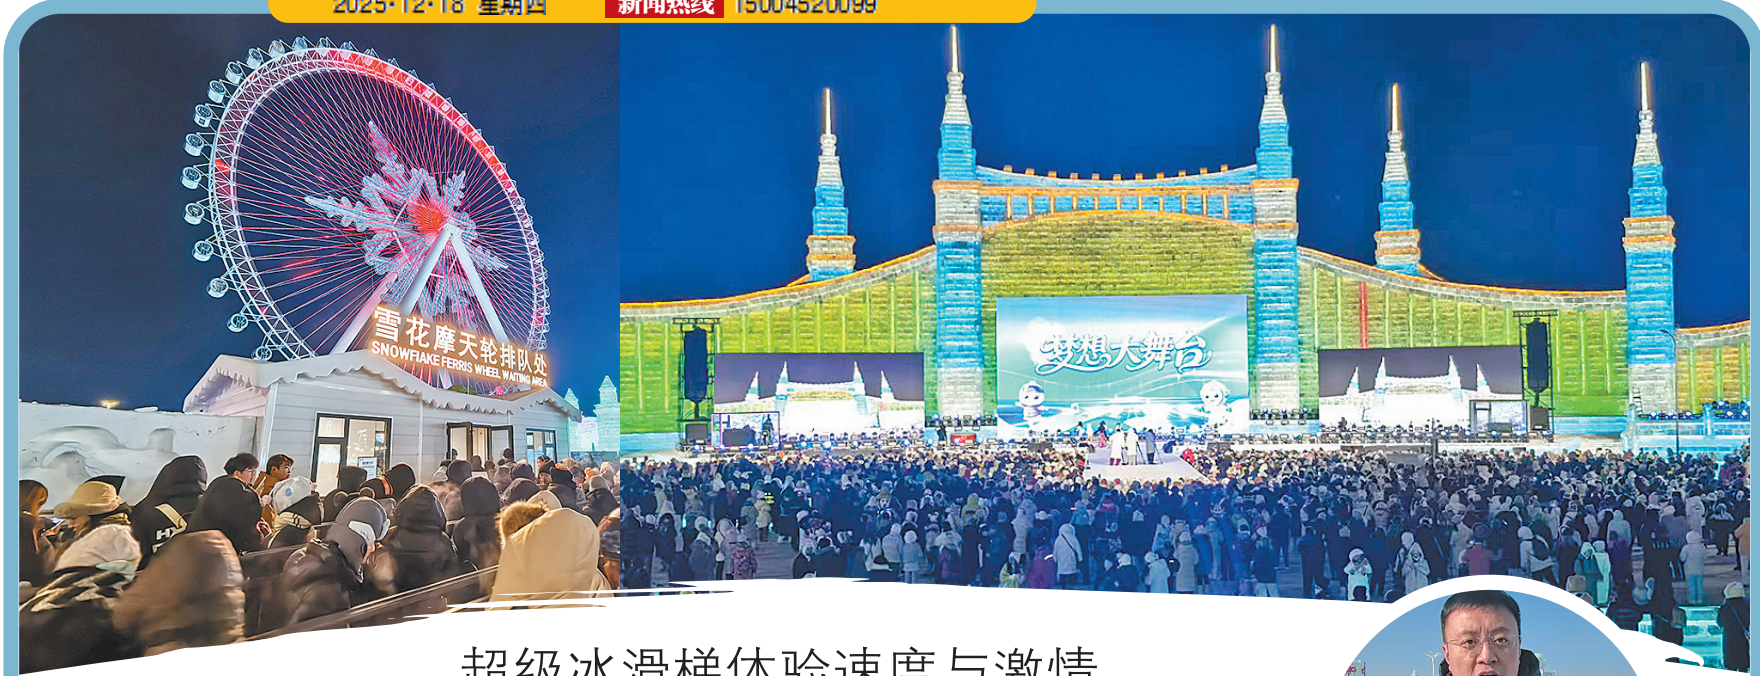 2025·12·18 星期四 新闻热线 15004520099
雪花摩天轮排队处
SNOWFLAKE FERRIS WHEEL WAITING AREA
梦想大舞台
超级冰滑梯体验速度与激情